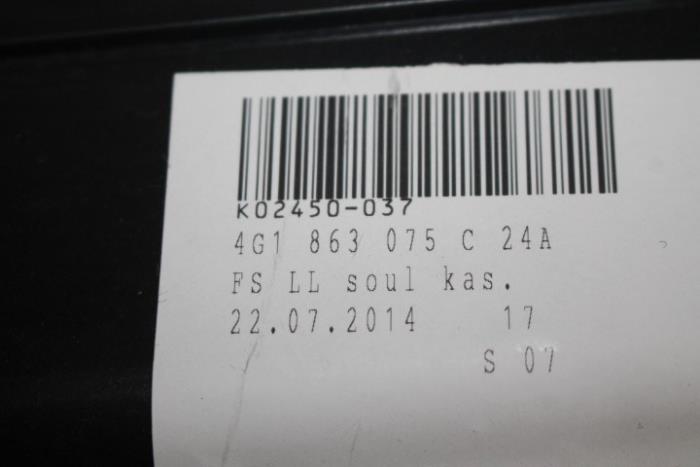 K02450-037
4G1 863 075 C 24A
FS LL soul kas.
22.07.2014 17
S 07